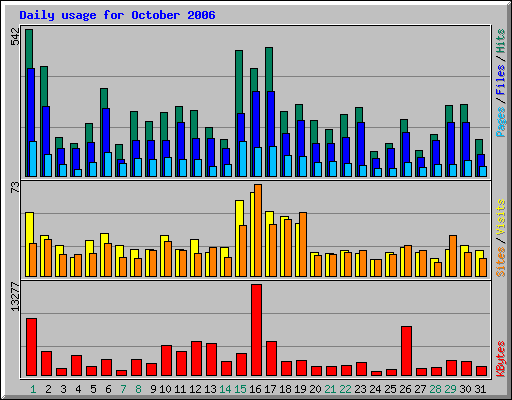 Daily usage for October 2006
542
Pages / Files / Hits
73
Sites / Visits
13277
KBytes
1 2 3 4 5 6 7 8 9 10 11 12 13 14 15 16 17 18 19 20 21 22 23 24 25 26 27 28 29 30 31